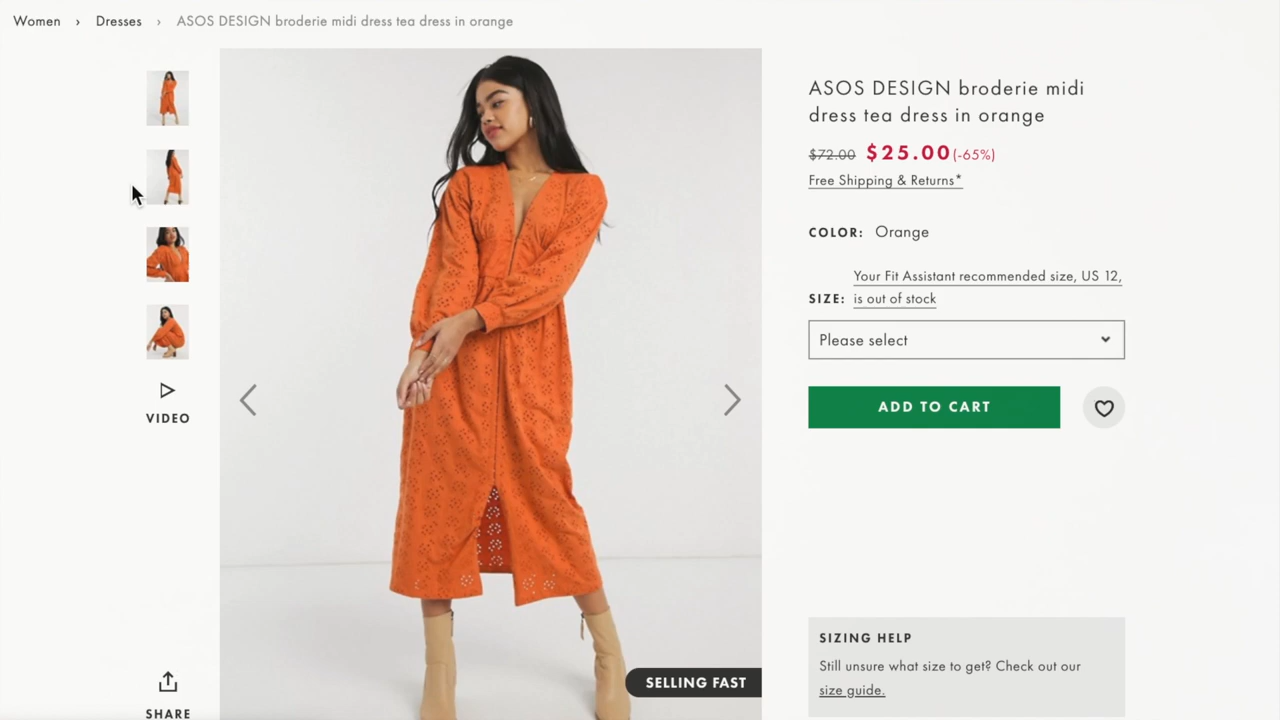 Women › Dresses › ASOS DESIGN broderie midi dress tea dress in orange
VIDEO
SHARE
SELLING FAST
ASOS DESIGN broderie midi
dress tea dress in orange
$72.00 $25.00 (-65%)
Free Shipping & Returns*
COLOR: Orange
Your Fit Assistant recommended size, US 12,
SIZE: is out of stock
Please select
ADD TO CART
SIZING HELP
Still unsure what size to get? Check out our
size guide.